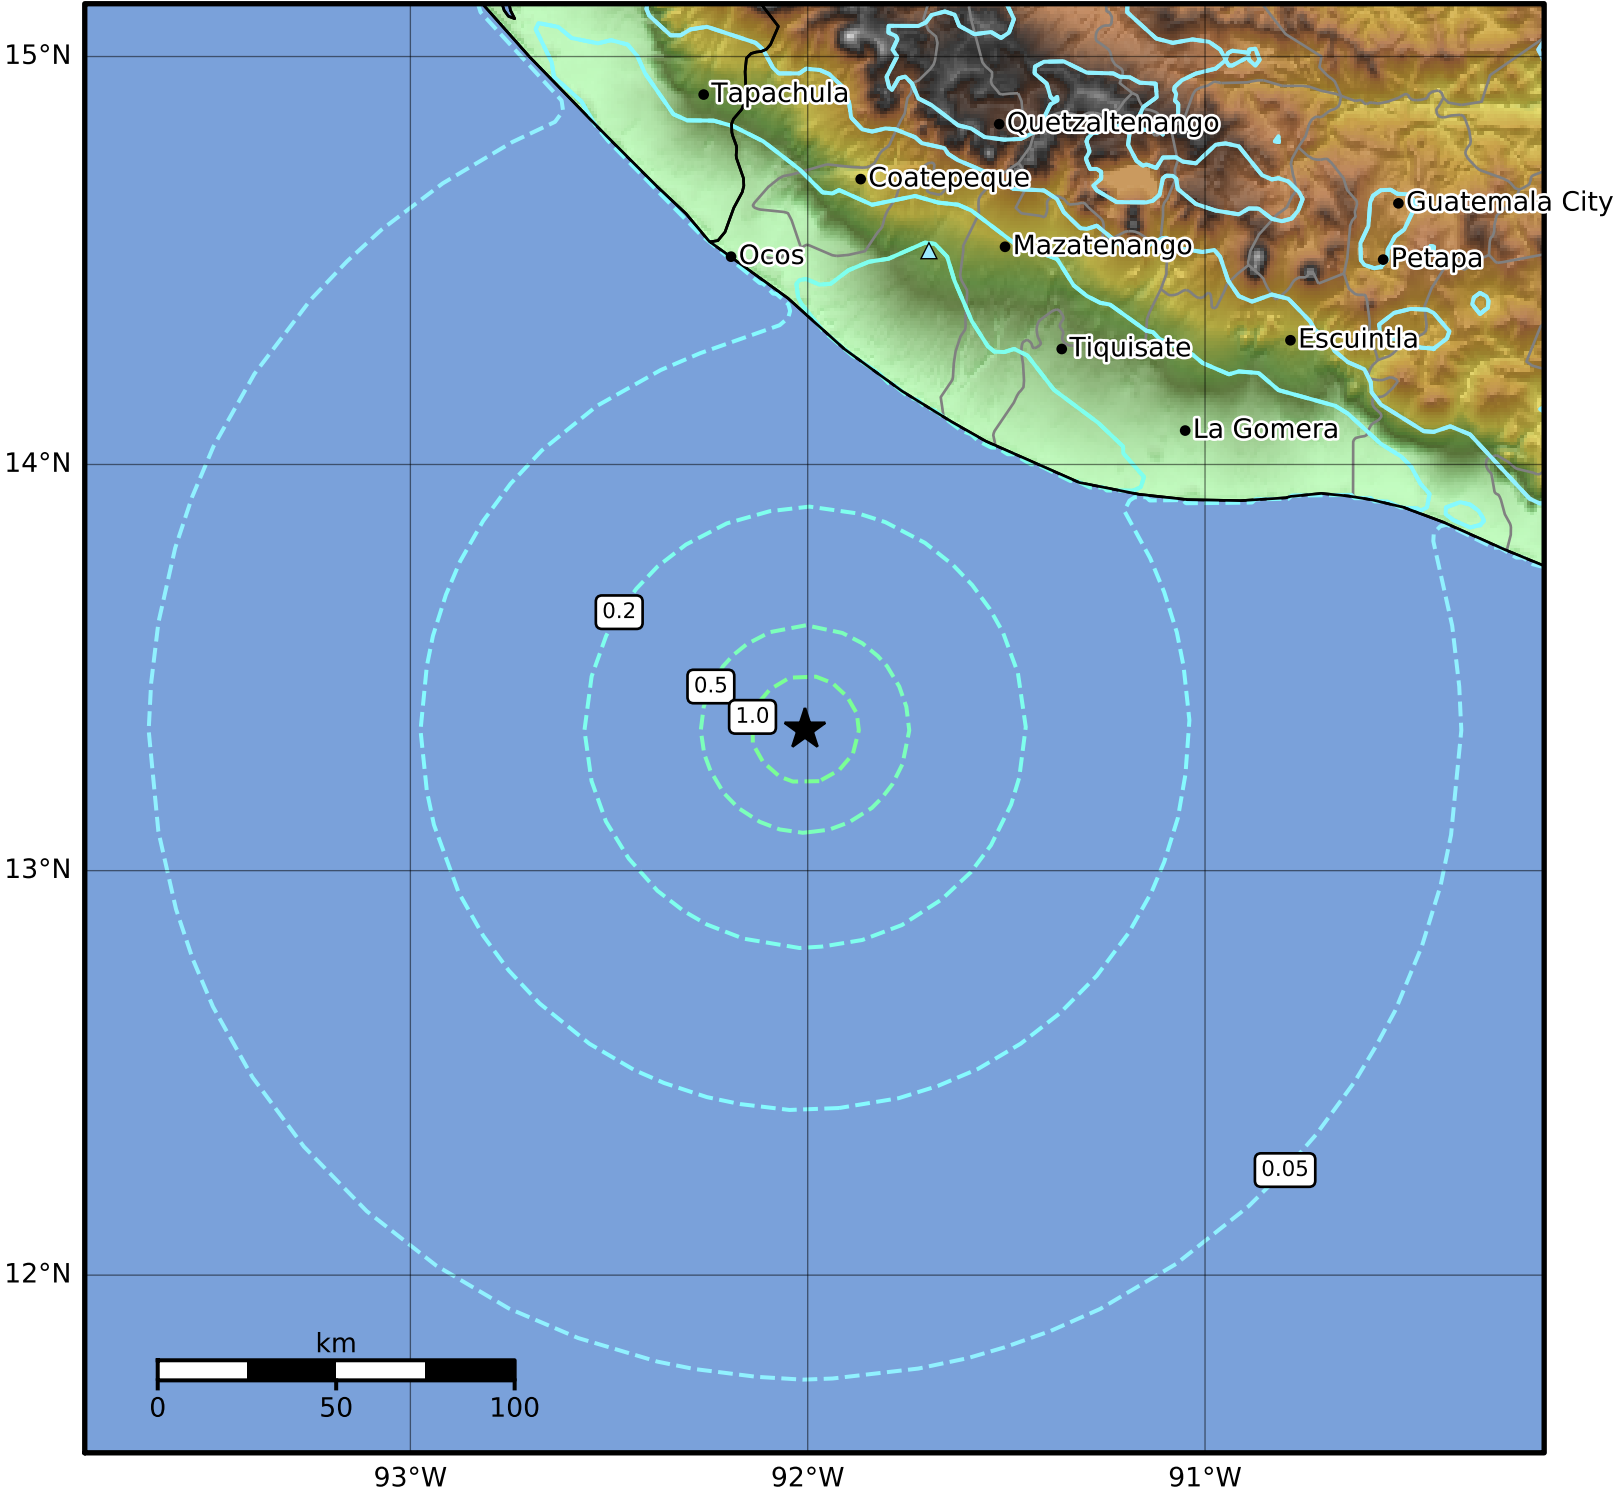 15°N
Tapachula
Quetzaltenango
Coatepeque
Guatemala City
Mazatenango
Ocos
Petapa
Escuintla
Tiquisate
La Gomera
14°N
0.2
0.5
1.0
13°N
0.05
12°N
km
0 50 100
93°W 92°W 91°W